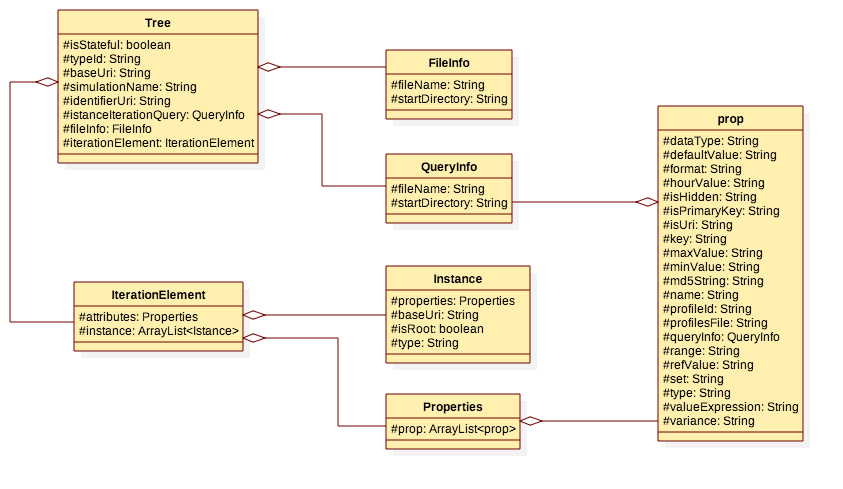 Tree
#isStateful: boolean
#typeId: String
#baseUri: String
#simulationName: String
#identifierUri: String
#istanceIterationQuery: QueryInfo
#fileInfo: FileInfo
#iterationElement: IterationElement
FileInfo
#fileName: String
#startDirectory: String
QueryInfo
#fileName: String
#startDirectory: String
prop
#dataType: String
#defaultValue: String
#format: String
#hourValue: String
#isHidden: String
#isPrimaryKey: String
#isUri: String
#key: String
#maxValue: String
#minValue: String
#md5String: String
#name: String
#profileId: String
#profilesFile: String
#queryInfo: QueryInfo
#range: String
#refValue: String
#set: String
#type: String
#valueExpression: String
#variance: String
IterationElement
#attributes: Properties
#instance: ArrayList<Istance>
Instance
#properties: Properties
#baseUri: String
#isRoot: boolean
#type: String
Properties
#prop: ArrayList<prop>